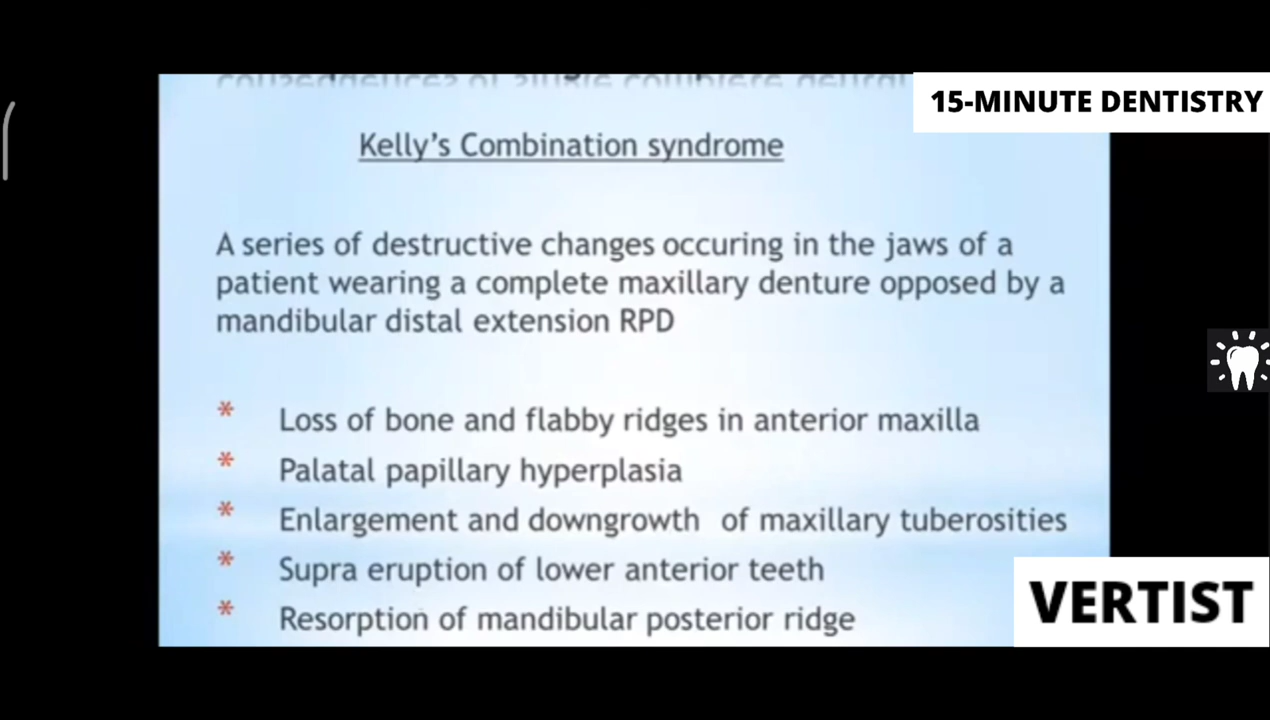 15-MINUTE DENTISTRY
Kelly's Combination syndrome
A series of destructive changes occuring in the jaws of a
patient wearing a complete maxillary denture opposed by a
mandibular distal extension RPD
* Loss of bone and flabby ridges in anterior maxilla
* Palatal papillary hyperplasia
* Enlargement and downgrowth of maxillary tuberosities
* Supra eruption of lower anterior teeth
* Resorption of mandibular posterior ridge
VERTIST